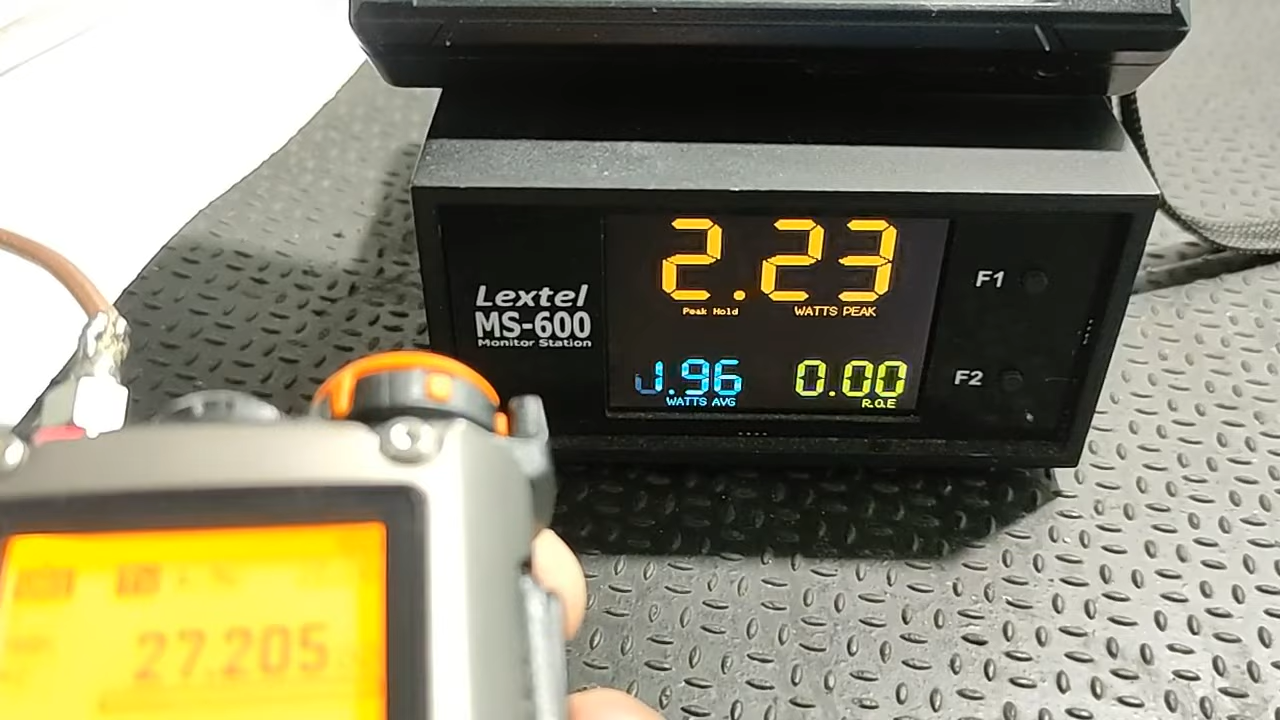 2.23
Peak Hold WATTS PEAK
F1
Lextel
MS-600
Monitor Station
0.00
F2
WATTS AVG R.O.E
27.205